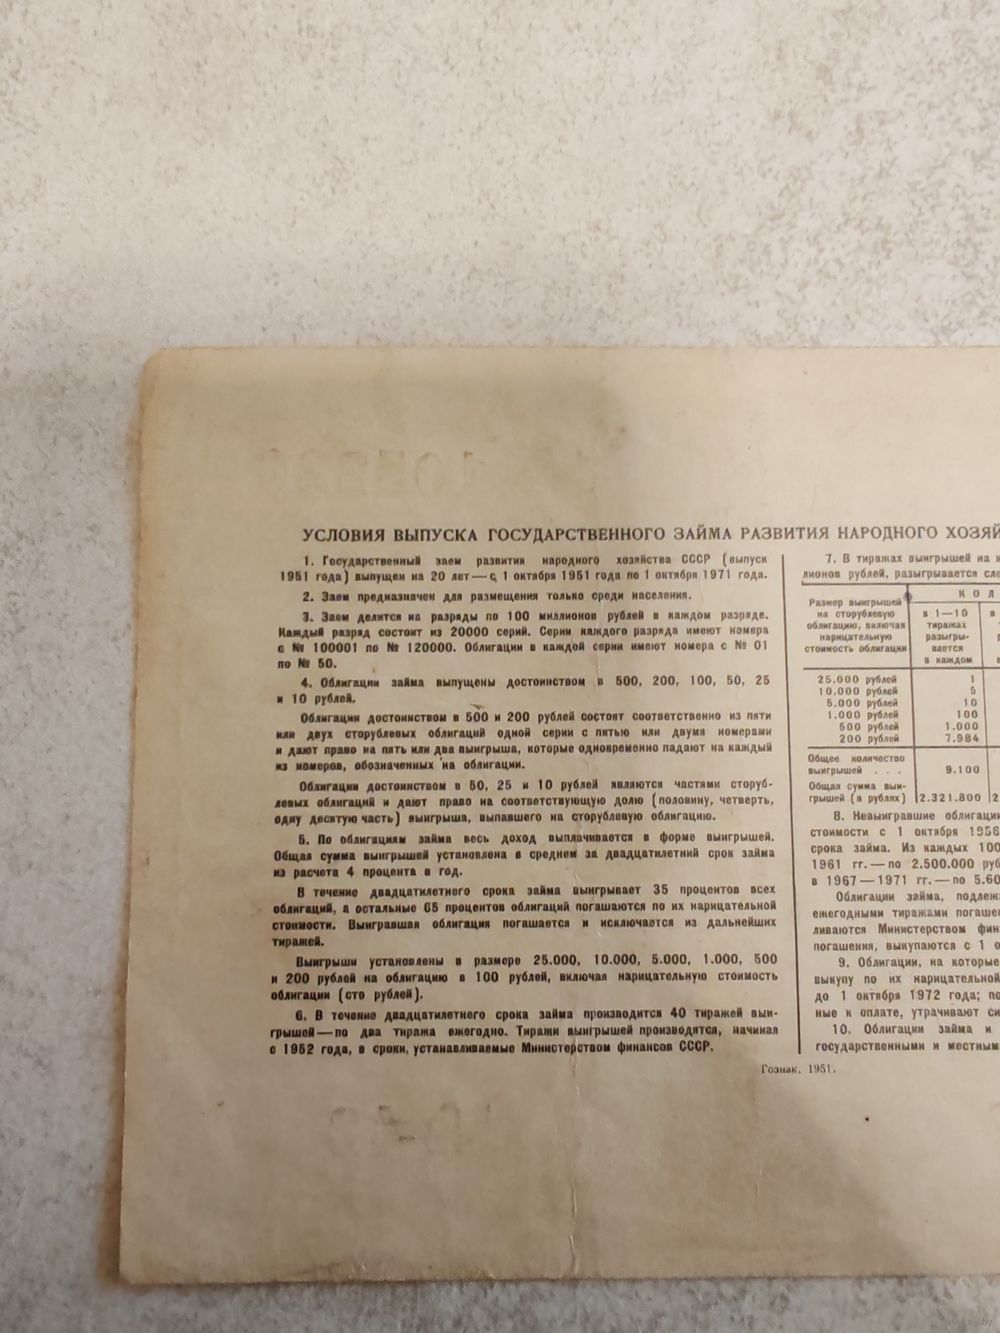 УСЛОВИЯ ВЫПУСКА ГОСУДАРСТВЕННОГО ЗАЙМА РАЗВИТИЯ НАРОДНОГО ХОЗЯЙ
1. Государственный заем развития народного хозяйства СССР (выпуск
1951 года) выпущен на 20 лет — с 1 октября 1951 года по 1 октября 1971 года.
2. Заем предназначен для размещения только среди населения.
3. Заем делится на разряды по 100 миллионов рублей в каждом разряде.
Каждый разряд состоит из 20000 серий. Серии каждого разряда имеют номера
с № 100001 по № 120000. Облигации в каждой серии имеют номера с № 01
по № 50.
4. Облигации займа выпущены достоинством в 500, 200, 100, 50, 25
и 10 рублей.
Облигации достоинством в 500 и 200 рублей состоят соответственно из пяти
или двух сторублевых облигаций одной серии с пятью или двумя номерами
и дают право на пять или два выигрыша, которые одновременно падают на каждый
из номеров, обозначенных на облигации.
Облигации достоинством в 50, 25 и 10 рублей являются частями сторуб-
левых облигаций и дают право на соответствующую долю (половину, четверть,
одну десятую часть) выигрыша, выпавшего на сторублевую облигацию.
5. По облигациям займа весь доход выплачивается в форме выигрышей.
Общая сумма выигрышей установлена в среднем за двадцатилетний срок займа
из расчета 4 процента в год.
В течение двадцатилетнего срока займа выигрывает 35 процентов всех
облигаций, а остальные 65 процентов облигаций погашаются по их нарицательной
стоимости. Выигравшая облигация погашается и исключается из дальнейших
тиражей.
Выигрыши установлены в размере 25.000, 10.000, 5.000, 1.000, 500
и 200 рублей на облигацию в 100 рублей, включая нарицательную стоимость
облигации (сто рублей).
6. В течение двадцатилетнего срока займа производится 40 тиражей выи-
грышей — по два тиража ежегодно. Тиражи выигрышей производятся, начиная
с 1952 года, в сроки, устанавливаемые Министерством финансов СССР.
7. В тиражах выигрышей на к
лионов рублей, разыгрывается сле
Размер выигрышей
на сторублевую
облигацию, включая
нарицательную
стоимость облигации
К О Л
в 1—10
тиражах
разыгры-
вается
в каждом
25.000 рублей 1
10.000 рублей 5
5.000 рублей 10
1.000 рублей 100
500 рублей 1.000
200 рублей 7.984
Общее количество
выигрышей . . . 9.100
Общая сумма выи-
грышей (в рублях) 2.321.800 2
8. Невыигравшие облигации
стоимости с 1 октября 1956
срока займа. Из каждых 100
1961 гг. — по 2.500.000 руб
в 1967—1971 гг. — по 5.60
Облигации займа, подлеж
ежегодными тиражами погаше
ливаются Министерством фин
погашения, выкупаются с 1 о
9. Облигации, на которые
выкупу по их нарицательной
до 1 октября 1972 года; по
ные к оплате, утрачивают си
10. Облигации займа и
государственными и местным
Гознак. 1951.